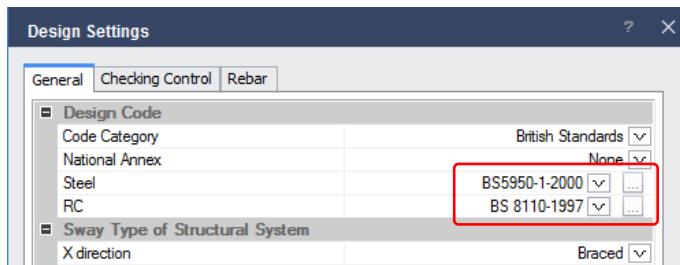 Design Settings ? ×
General Checking Control Rebar
Design Code
Code Category British Standards
National Annex None
Steel BS5950-1-2000 ...
RC BS 8110-1997 ...
Sway Type of Structural System
X direction Braced